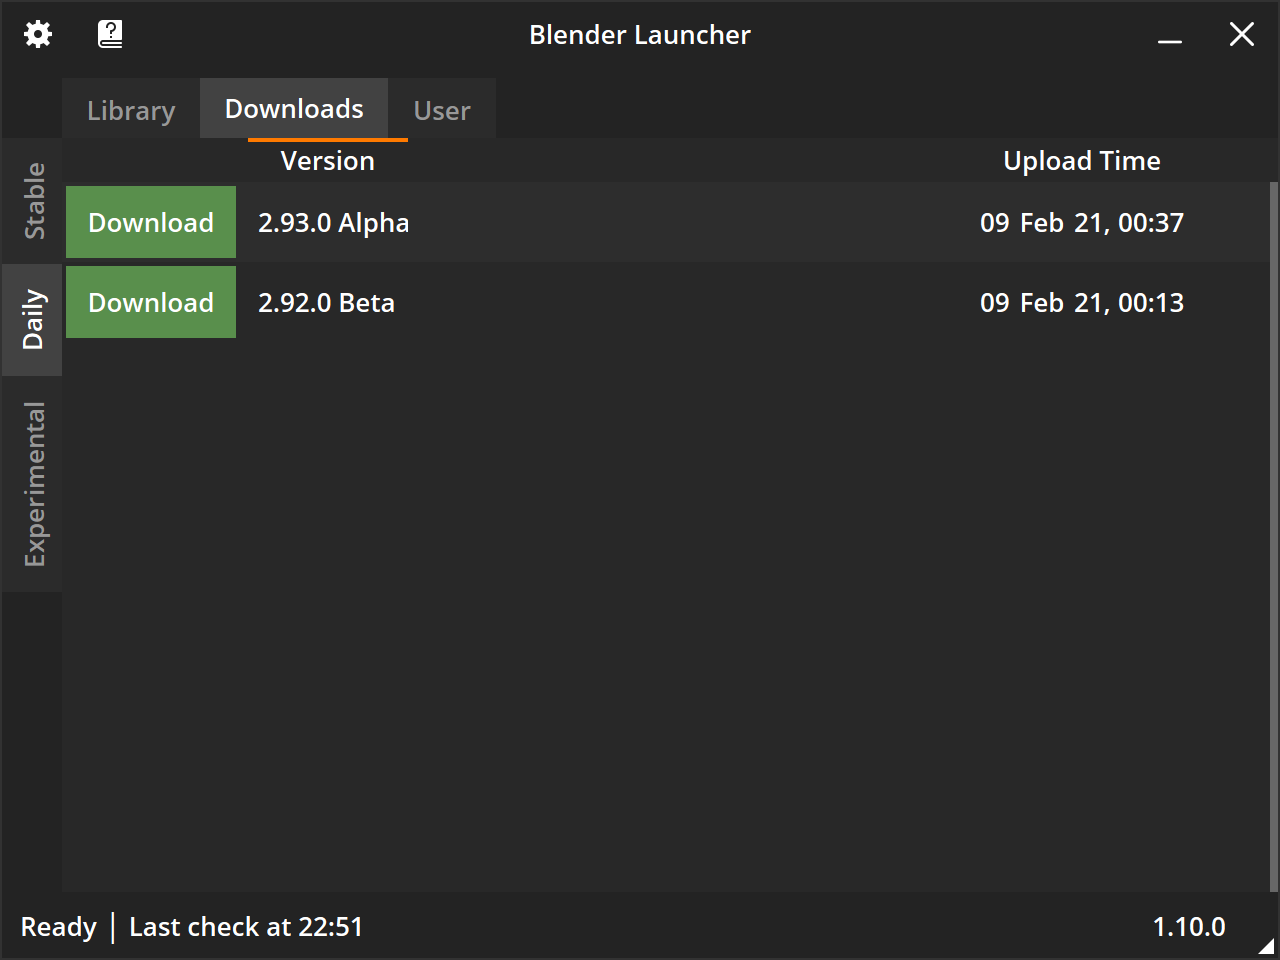 Blender Launcher
Library Downloads User
Version Upload Time
Stable
Daily
Experimental
Download 2.93.0 Alpha 09 Feb 21, 00:37
Download 2.92.0 Beta 09 Feb 21, 00:13
Ready | Last check at 22:51 1.10.0